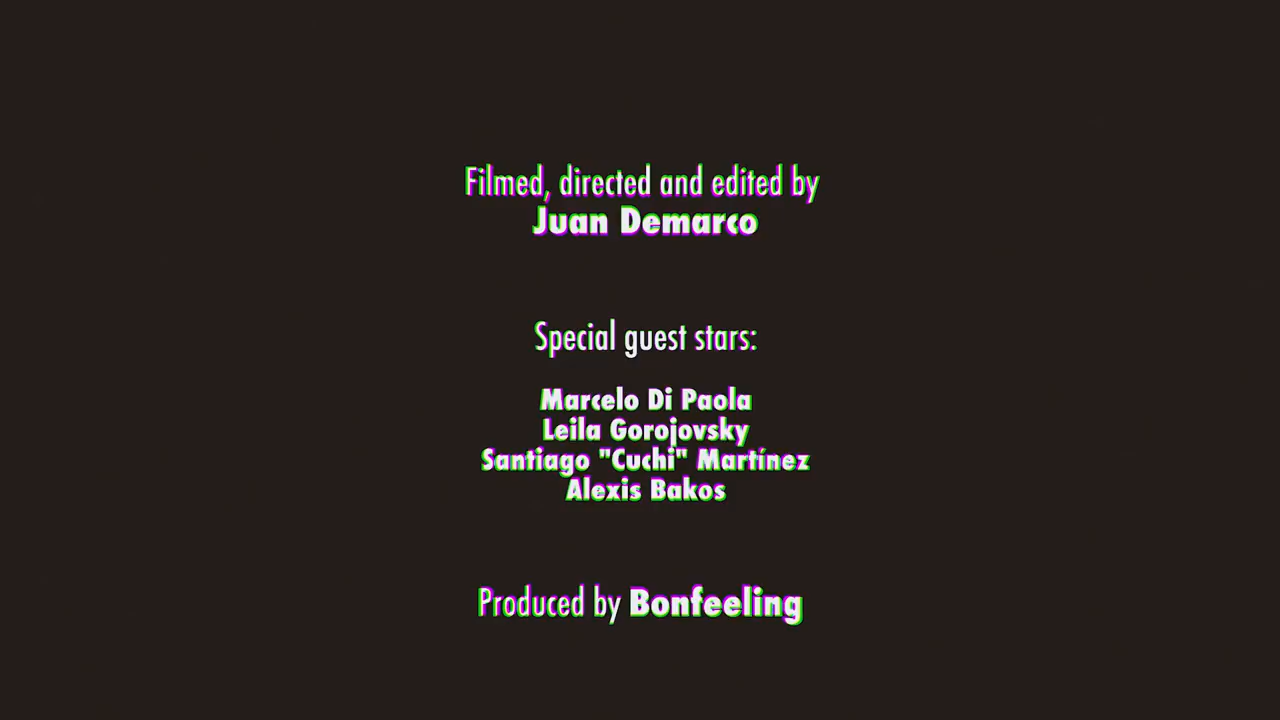 Filmed, directed and edited by
Juan Demarco
Special guest stars:
Marcelo Di Paola
Leila Gorojovsky
Santiago "Cuchi" Martínez
Alexis Bakos
Produced by Bonfeeling